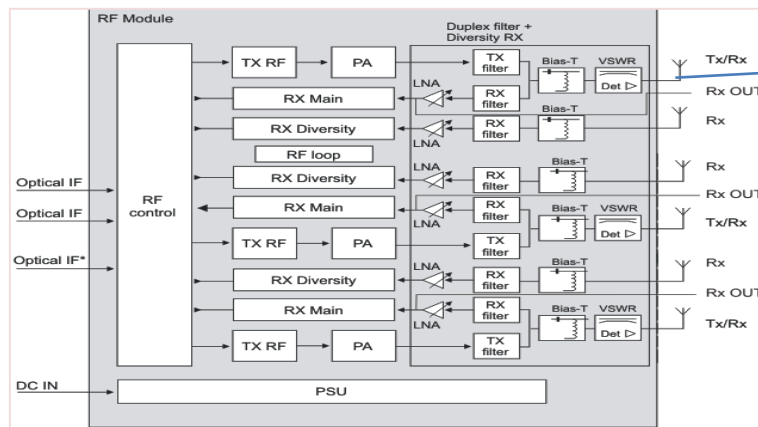 RF Module
Duplex filter +
Diversity RX
TX RF
PA
TX
filter
Bias-T
VSWR
Det
Tx/Rx
LNA
RX Main
RX
filter
Rx OUT
RX Diversity
LNA
RX
filter
Bias-T
Rx
RF loop
RX Diversity
LNA
RX
filter
Bias-T
Rx
Rx OUT
Optical IF
RF
control
RX Main
LNA
RX
filter
Bias-T
VSWR
Det
Tx/Rx
Optical IF
TX RF
PA
TX
filter
Optical IF*
RX Diversity
LNA
RX
filter
Bias-T
Rx
Rx OUT
RX Main
LNA
RX
filter
Bias-T
VSWR
Det
Tx/Rx
TX RF
PA
TX
filter
DC IN
PSU